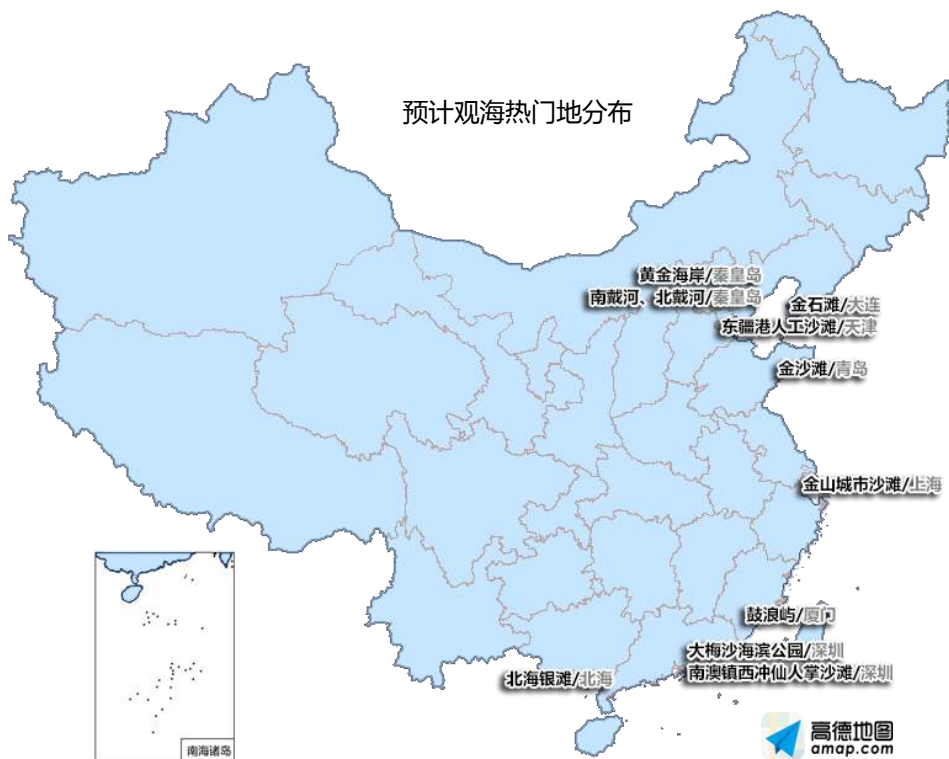 预计观海热门地分布
黄金海岸/秦皇岛
南戴河、北戴河/秦皇岛
金石滩/大连
东疆港人工沙滩/天津
金沙滩/青岛
金山城市沙滩/上海
鼓浪屿/厦门
大梅沙海滨公园/深圳
南澳镇西冲仙人掌沙滩/深圳
北海银滩/北海
南海诸岛
高德地图
amap.com